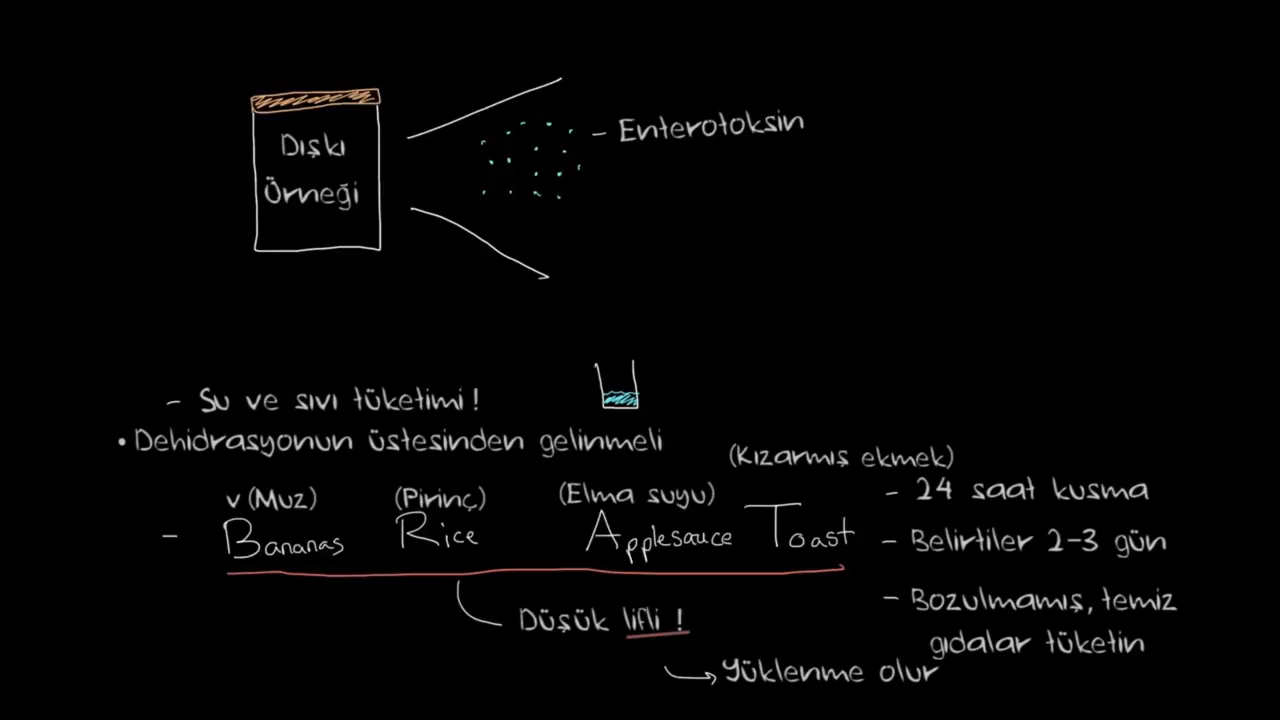 Dışkı
Örneği
- Enterotoksin
- Su ve sıvı tüketimi!
• Dehidrasyonun üstesinden gelinmeli
v (Muz) (Pirinç) (Elma suyu) (Kızarmış ekmek)
- Bananas Rice Applesauce Toast
Düşük lifli !
Yüklenme olur
- 24 saat kusma
- Belirtiler 2-3 gün
- Bozulmamış, temiz
gıdalar tüketin